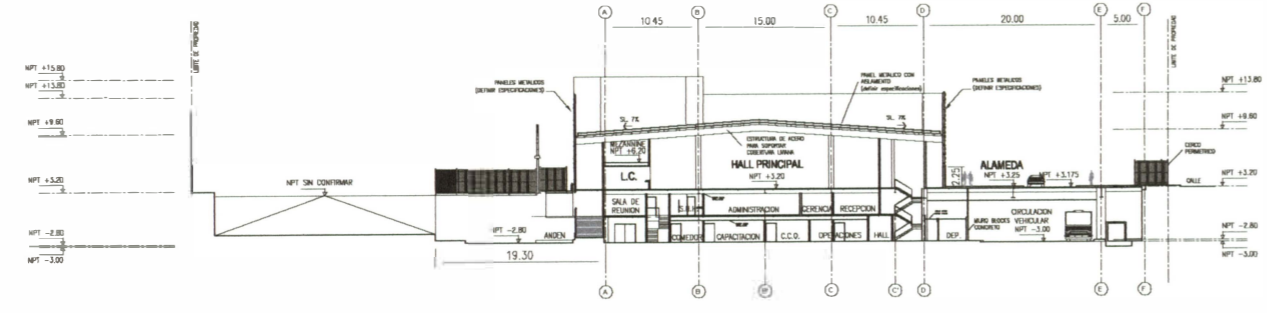 A B C D E F
10.45 15.00 10.45 20.00 5.00
LIMITE DE PROPIEDAD
LIMITE DE PROPIEDAD
NPT +15.80
NPT +13.80
NPT +9.60
NPT +3.20
NPT -2.80
NPT -3.00
PANELES METALICOS
(DEFINIR ESPECIFICACIONES)
PANEL METALICO CON
AISLAMIENTO
(definir especificaciones)
PANELES METALICOS
(DEFINIR ESPECIFICACIONES)
SL. 7%
SL. 7%
ESTRUCTURA DE ACERO
PARA SOPORTAR
COBERTURA LIVIANA
MEZZANINE
NPT +6.20
L.C.
HALL PRINCIPAL
NPT +3.20
ALAMEDA
NPT +3.25
NPT +3.175
CERCO
PERIMETRICO
CALLE
NPT +13.80
NPT +9.60
NPT +3.20
NPT -2.80
NPT -3.00
NPT SIN CONFIRMAR
SALA DE
REUNION
ADMINISTRACION
GERENCIA
RECEPCION
NPT -2.80
ANDEN
COMEDOR
CAPACITACION
C.C.O.
OPERACIONES
HALL
DEP.
MURO BLOCKS
CONCRETO
CIRCULACION
VEHICULAR
NPT -3.00
19.30
A B C C' D E F